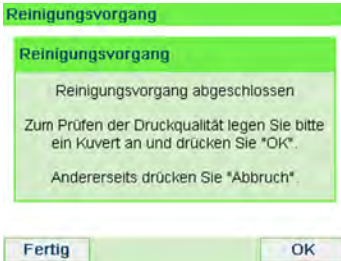 Reinigungsvorgang
Reinigungsvorgang
Reinigungsvorgang abgeschlossen
Zum Prüfen der Druckqualität legen Sie bitte
ein Kuvert an und drücken Sie "OK".
Andererseits drücken Sie "Abbruch".
Fertig
OK